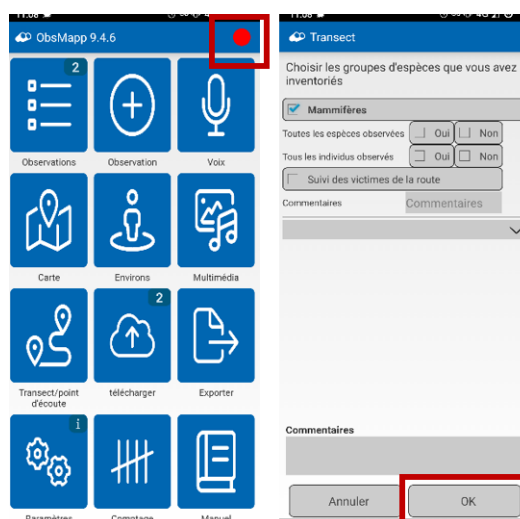 ObsMapp 9.4.6
2
Observations
Observation
Voix
Carte
Environs
Multimédia
2
Transect/point
d'écoute
télécharger
Exporter
i
Paramètres
Comptage
Manuel
Transect
Choisir les groupes d'espèces que vous avez
inventoriés
Mammifères
Toutes les espèces observées Oui Non
Tous les individus observés Oui Non
Suivi des victimes de la route
Commentaires Commentaires
Commentaires
Annuler OK